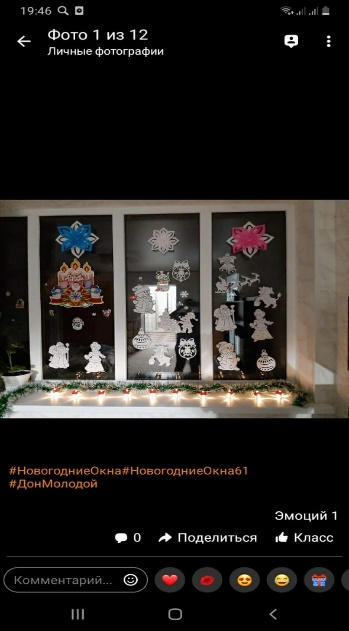 19:46
Фото 1 из 12
Личные фотографии
#НовогодниеОкна#НовогодниеОкна61
#ДонМолодой
Эмоций 1
0 Поделиться Класс
Комментарий...